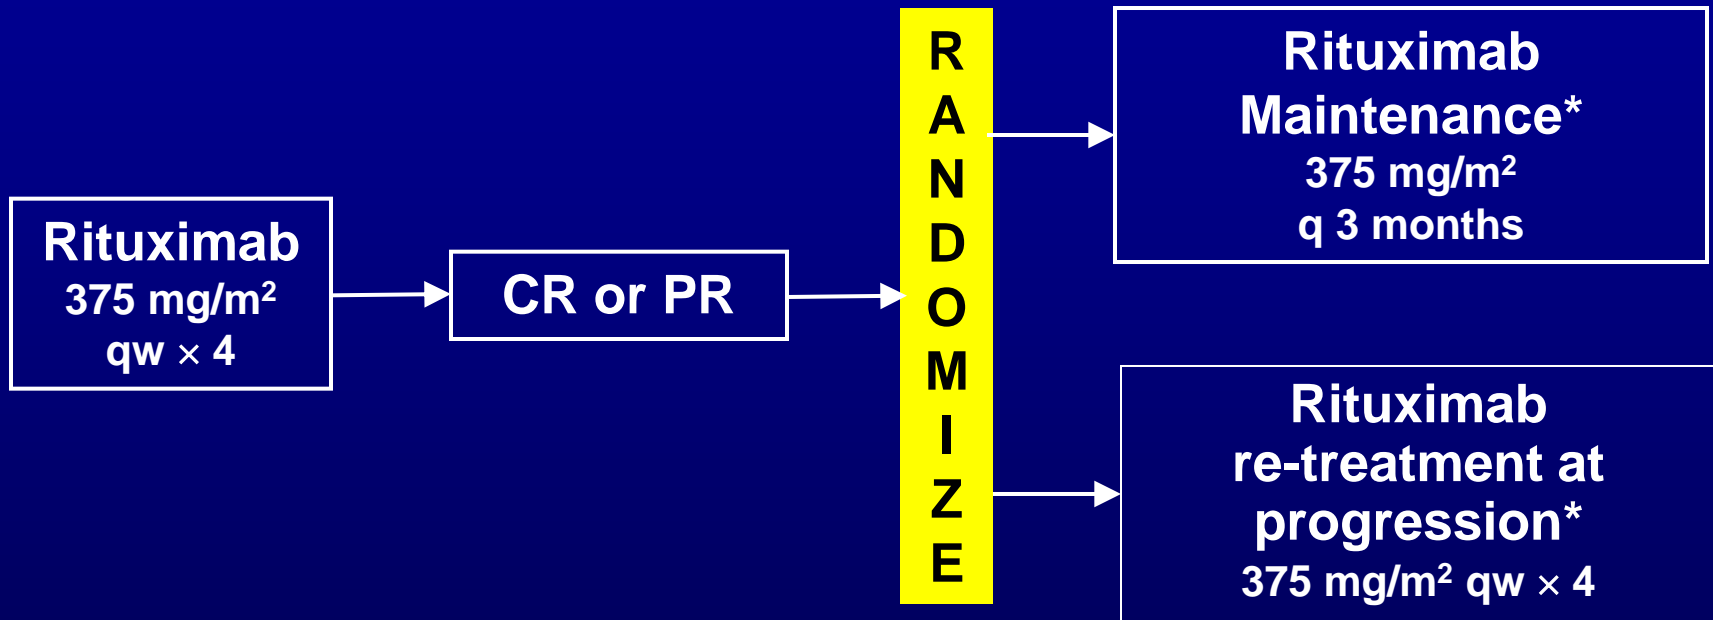 Rituximab
375 mg/m²
qw × 4
CR or PR
R
A
N
D
O
M
I
Z
E
Rituximab
Maintenance*
375 mg/m²
q 3 months
Rituximab
re-treatment at
progression*
375 mg/m² qw × 4